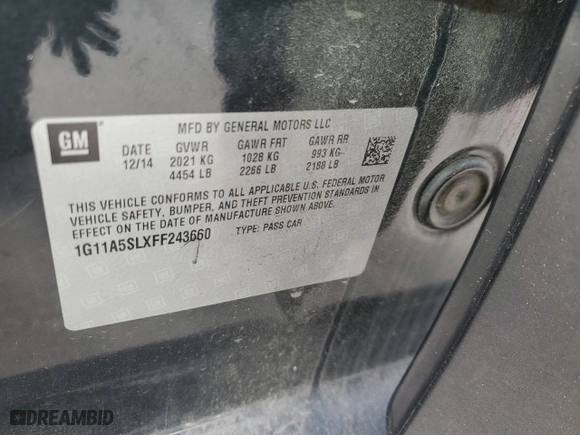 GM
MFD BY GENERAL MOTORS LLC
DATE GVWR GAWR FRT GAWR RR
12/14 2021 KG 1028 KG 993 KG
4454 LB 2266 LB 2188 LB
THIS VEHICLE CONFORMS TO ALL APPLICABLE U.S. FEDERAL MOTOR
VEHICLE SAFETY, BUMPER, AND THEFT PREVENTION STANDARDS IN
EFFECT ON THE DATE OF MANUFACTURE SHOWN ABOVE.
1G11A5SLXFF243660 TYPE: PASS CAR
DREAMBID